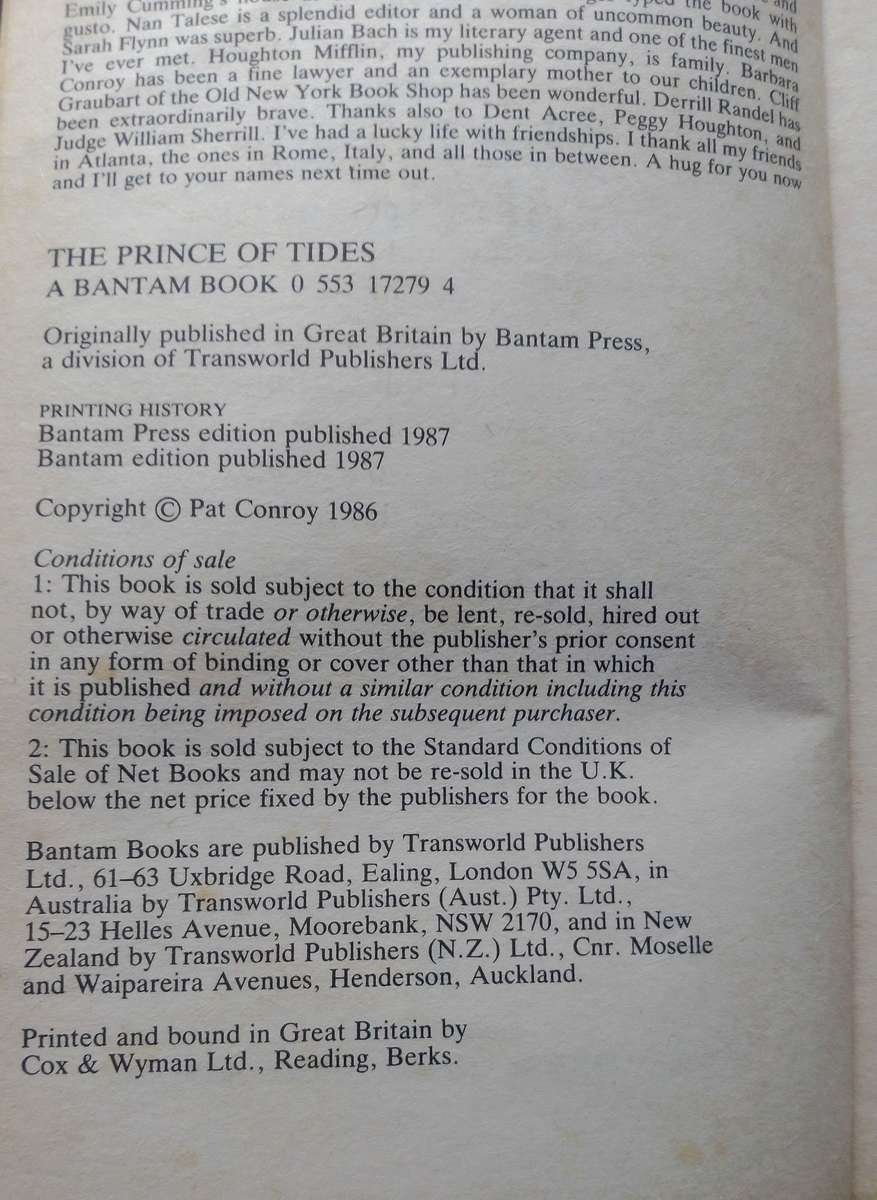 Emily Cumming's house and
gusto. Nan Talese is a splendid editor and a woman of uncommon beauty. And typed the book with
Sarah Flynn was superb. Julian Bach is my literary agent and one of the finest men
I've ever met. Houghton Mifflin, my publishing company, is family. Barbara
Conroy has been a fine lawyer and an exemplary mother to our children. Cliff
Graubart of the Old New York Book Shop has been wonderful. Derrill Randel has
been extraordinarily brave. Thanks also to Dent Acree, Peggy Houghton, and
Judge William Sherrill. I've had a lucky life with friendships. I thank all my friends
in Atlanta, the ones in Rome, Italy, and all those in between. A hug for you now
and I'll get to your names next time out.
THE PRINCE OF TIDES
A BANTAM BOOK 0 553 17279 4
Originally published in Great Britain by Bantam Press,
a division of Transworld Publishers Ltd.
PRINTING HISTORY
Bantam Press edition published 1987
Bantam edition published 1987
Copyright © Pat Conroy 1986
Conditions of sale
1: This book is sold subject to the condition that it shall
not, by way of trade or otherwise, be lent, re-sold, hired out
or otherwise circulated without the publisher's prior consent
in any form of binding or cover other than that in which
it is published and without a similar condition including this
condition being imposed on the subsequent purchaser.
2: This book is sold subject to the Standard Conditions of
Sale of Net Books and may not be re-sold in the U.K.
below the net price fixed by the publishers for the book.
Bantam Books are published by Transworld Publishers
Ltd., 61–63 Uxbridge Road, Ealing, London W5 5SA, in
Australia by Transworld Publishers (Aust.) Pty. Ltd.,
15–23 Helles Avenue, Moorebank, NSW 2170, and in New
Zealand by Transworld Publishers (N.Z.) Ltd., Cnr. Moselle
and Waipareira Avenues, Henderson, Auckland.
Printed and bound in Great Britain by
Cox & Wyman Ltd., Reading, Berks.